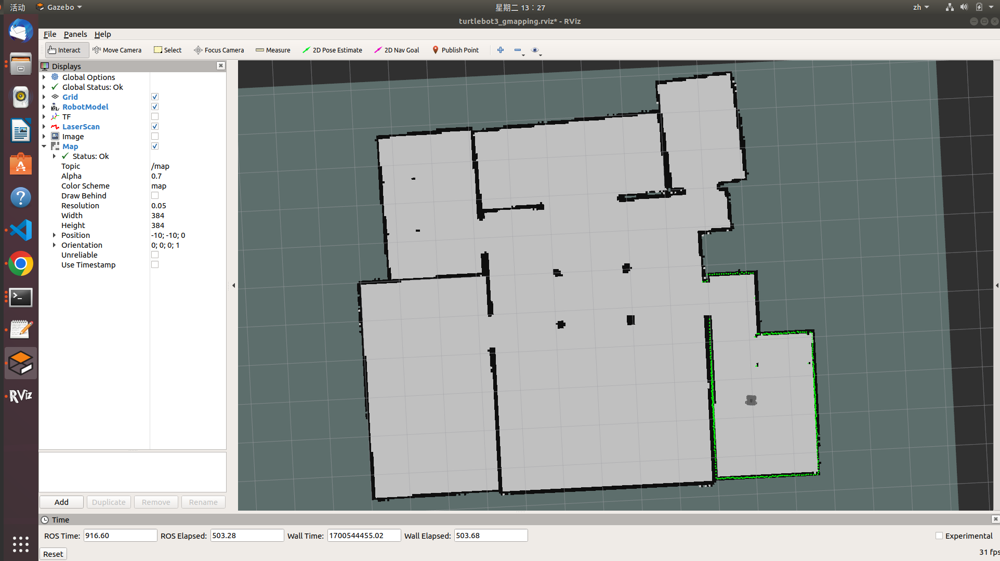 活动 Gazebo 星期二 13：27 zh
turtlebot3_gmapping.rviz* - RViz
File Panels Help
Interact Move Camera Select Focus Camera Measure 2D Pose Estimate 2D Nav Goal Publish Point
Displays
Global Options
Global Status: Ok
Grid
RobotModel
TF
LaserScan
Image
Map
Status: Ok
Topic /map
Alpha 0.7
Color Scheme map
Draw Behind
Resolution 0.05
Width 384
Height 384
Position -10; -10; 0
Orientation 0; 0; 0; 1
Unreliable
Use Timestamp
RViz
Add Duplicate Remove Rename
Time
ROS Time: 916.60 ROS Elapsed: 503.28 Wall Time: 1700544455.02 Wall Elapsed: 503.68 Experimental
Reset 31 fps